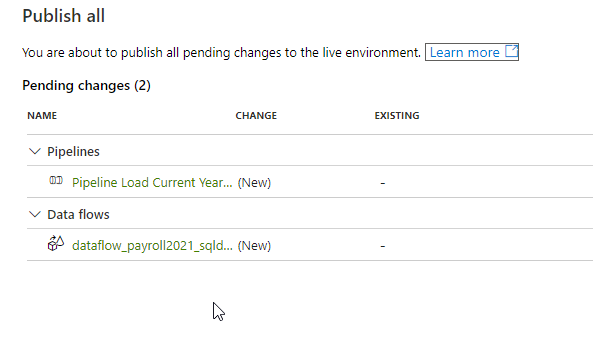 Publish all
You are about to publish all pending changes to the live environment. Learn more
Pending changes (2)
NAME CHANGE EXISTING
Pipelines
Pipeline Load Current Year... (New) -
Data flows
dataflow_payroll2021_sqld... (New) -